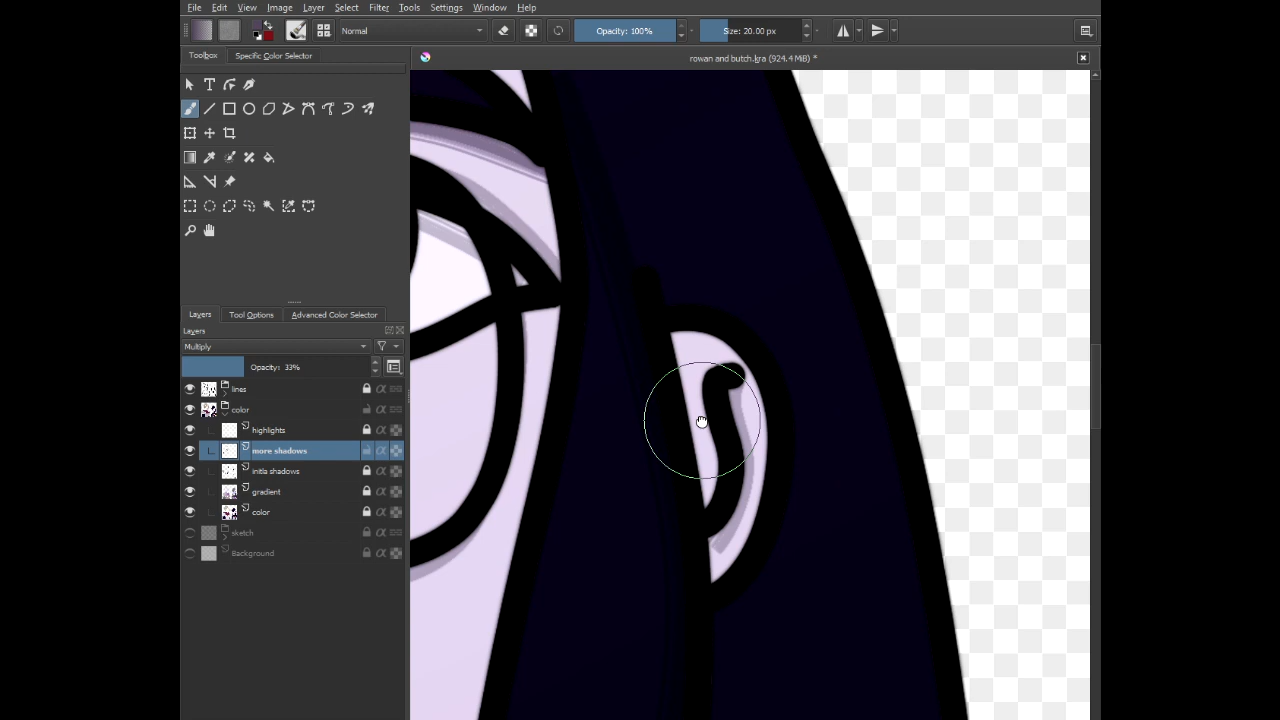 File Edit View Image Layer Select Filter Tools Settings Window Help
Normal Opacity: 100% Size: 20.00 px
Toolbox Specific Color Selector rowan and butch.kra (924.4 MiB) *
Layers Tool Options Advanced Color Selector
Layers
Multiply
Opacity: 33%
lines
color
highlights
more shadows
initla shadows
gradient
color
sketch
Background